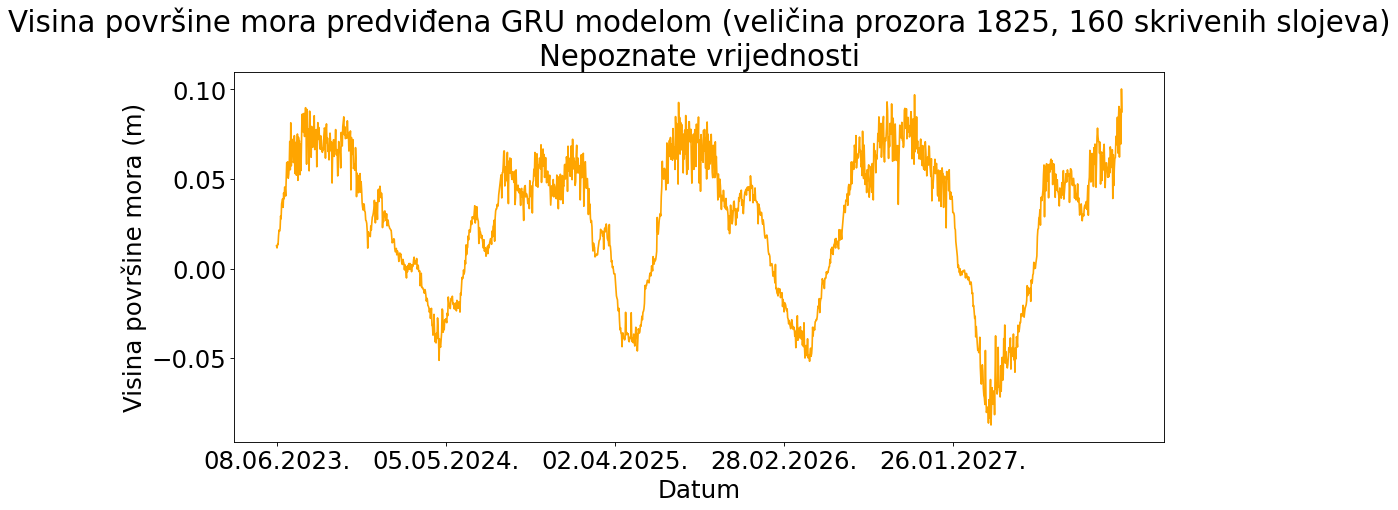 Visina površine mora predviđena GRU modelom (veličina prozora 1825, 160 skrivenih slojeva)
Nepoznate vrijednosti
Visina površine mora (m)
0.10
0.05
0.00
−0.05
08.06.2023. 05.05.2024. 02.04.2025. 28.02.2026. 26.01.2027.
Datum